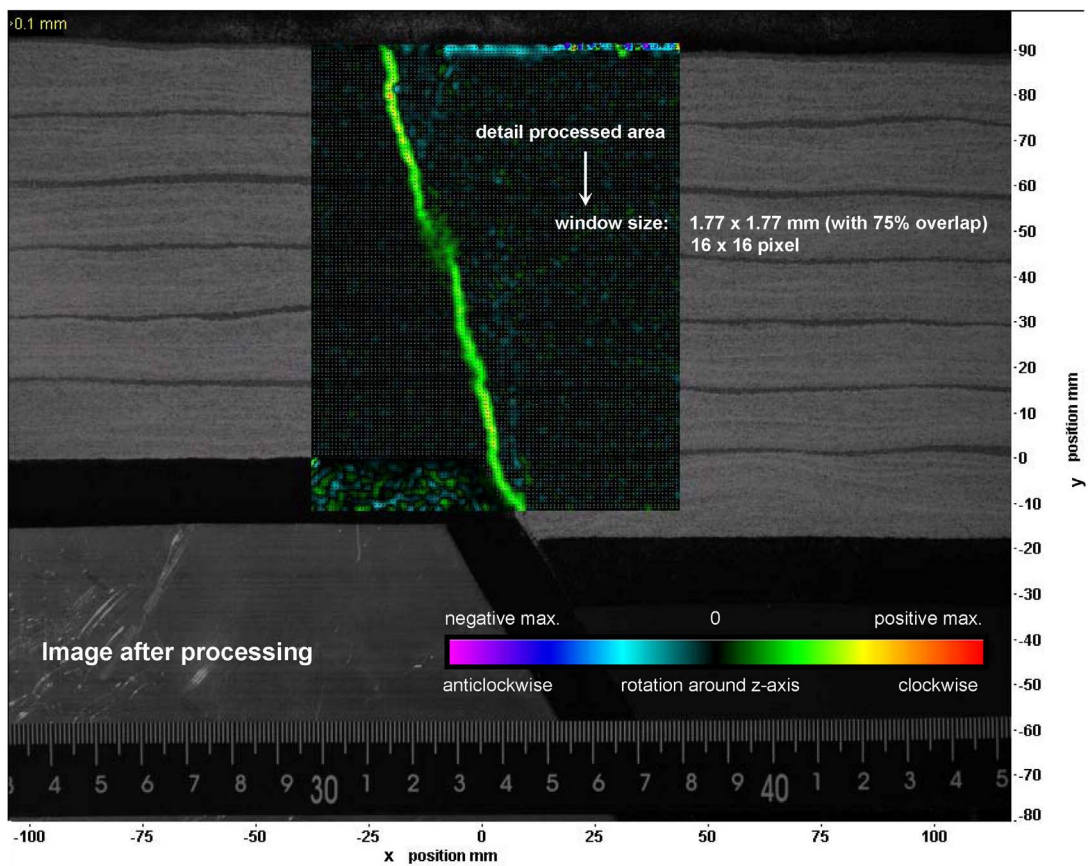 >0.1 mm
detail processed area
window size: 1.77 x 1.77 mm (with 75% overlap)
16 x 16 pixel
negative max. 0 positive max.
Image after processing
anticlockwise rotation around z-axis clockwise
4 5 6 7 8 9 30 1 2 3 4 5 6 7 8 9 40 1 2 3 4 5
90
80
70
60
50
40
30
20
10
0
-10
-20
-30
-40
-50
-60
-70
-80
y position mm
-100 -75 -50 -25 0 25 50 75 100
x position mm